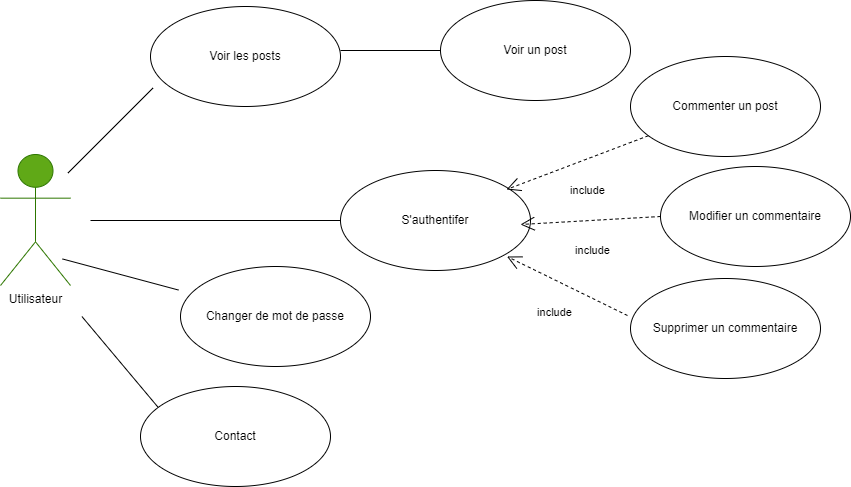 Voir les posts
Voir un post
Commenter un post
include
S'authentifer
Modifier un commentaire
include
Utilisateur
Changer de mot de passe
include
Supprimer un commentaire
Contact